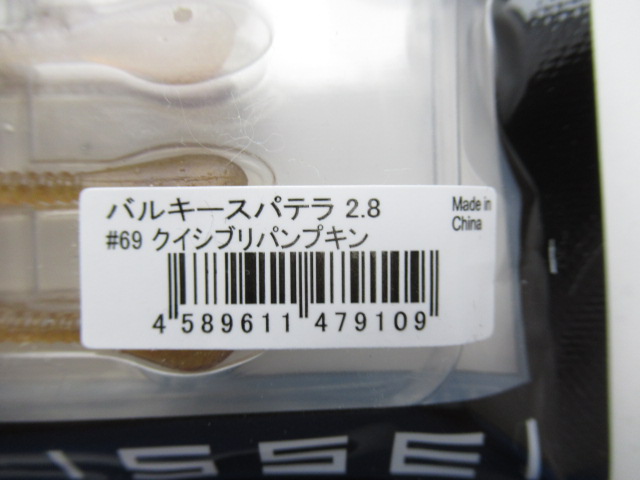 バルキースパテラ 2.8
Made in
China
#69 クイシブリパンプキン
4 589611 479109
ISSEI